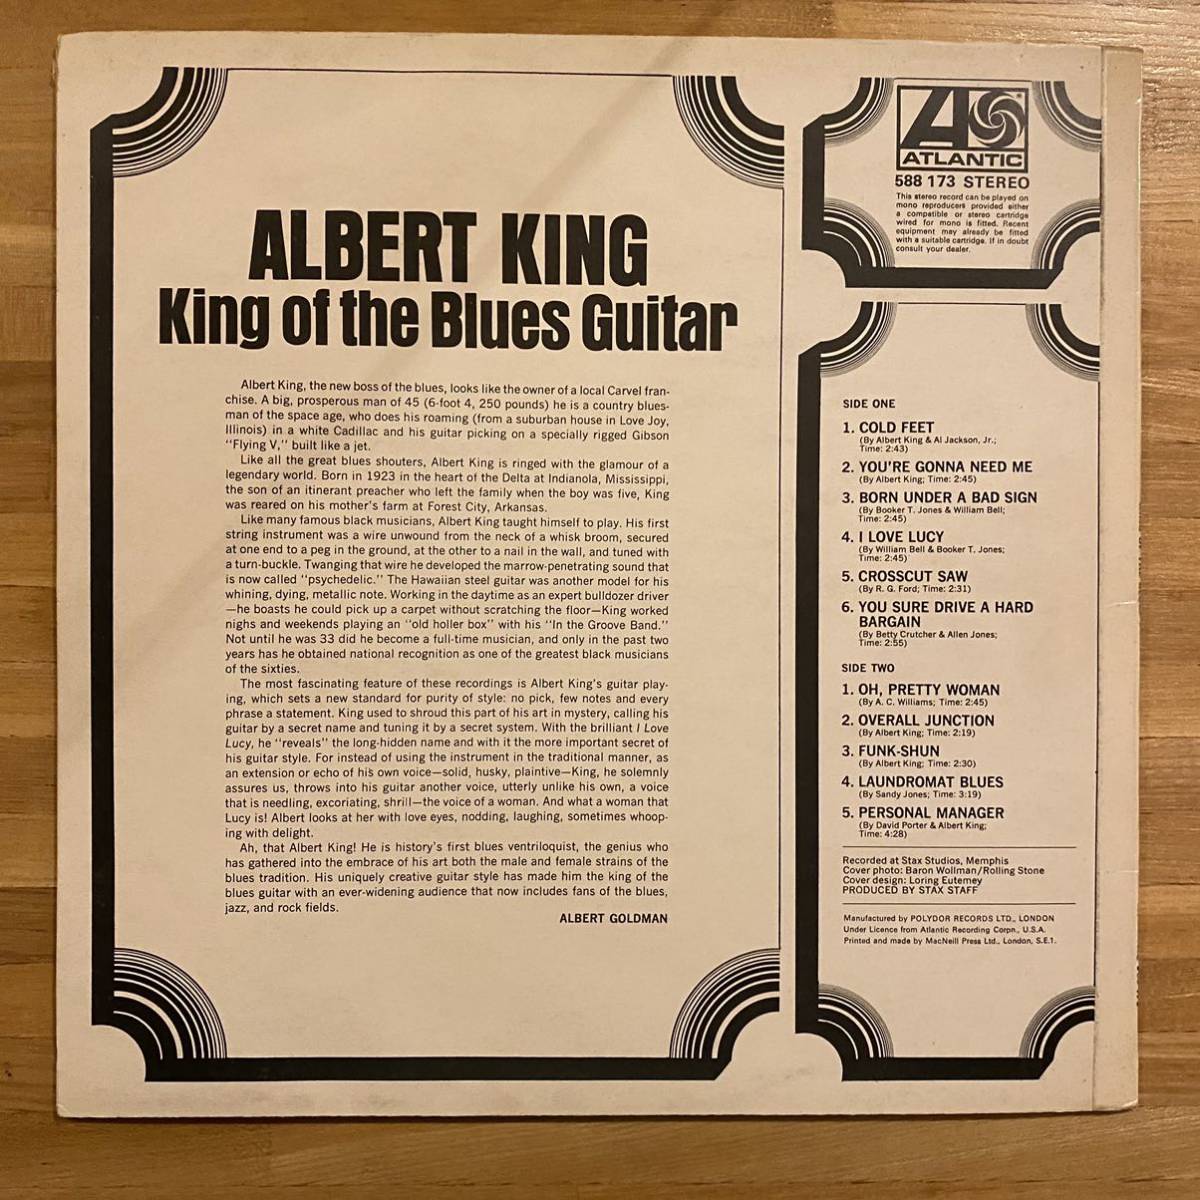 ALBERT KING
King of the Blues Guitar
Albert King, the new boss of the blues, looks like the owner of a local Carvel fran-
chise. A big, prosperous man of 45 (6-foot 4, 250 pounds) he is a country blues-
man of the space age, who does his roaming (from a suburban house in Love Joy,
Illinois) in a white Cadillac and his guitar picking on a specially rigged Gibson
"Flying V," built like a jet.
Like all the great blues shouters, Albert King is ringed with the glamour of a
legendary world. Born in 1923 in the heart of the Delta at Indianola, Mississippi,
the son of an itinerant preacher who left the family when the boy was five, King
was reared on his mother's farm at Forest City, Arkansas.
Like many famous black musicians, Albert King taught himself to play. His first
string instrument was a wire unwound from the neck of a whisk broom, secured
at one end to a peg in the ground, at the other to a nail in the wall, and tuned with
a turn-buckle. Twanging that wire he developed the marrow-penetrating sound that
is now called "psychedelic." The Hawaiian steel guitar was another model for his
whining, dying, metallic note. Working in the daytime as an expert bulldozer driver
—he boasts he could pick up a carpet without scratching the floor—King worked
nighs and weekends playing an "old holler box" with his "In the Groove Band."
Not until he was 33 did he become a full-time musician, and only in the past two
years has he obtained national recognition as one of the greatest black musicians
of the sixties.
The most fascinating feature of these recordings is Albert King's guitar play-
ing, which sets a new standard for purity of style: no pick, few notes and every
phrase a statement. King used to shroud this part of his art in mystery, calling his
guitar by a secret name and tuning it by a secret system. With the brilliant I Love
Lucy, he "reveals" the long-hidden name and with it the more important secret of
his guitar style. For instead of using the instrument in the traditional manner, as
an extension or echo of his own voice—solid, husky, plaintive—King, he solemnly
assures us, throws into his guitar another voice, utterly unlike his own, a voice
that is needling, excoriating, shrill—the voice of a woman. And what a woman that
Lucy is! Albert looks at her with love eyes, nodding, laughing, sometimes whoop-
ing with delight.
Ah, that Albert King! He is history's first blues ventriloquist, the genius who
has gathered into the embrace of his art both the male and female strains of the
blues tradition. His uniquely creative guitar style has made him the king of the
blues guitar with an ever-widening audience that now includes fans of the blues,
jazz, and rock fields.
ALBERT GOLDMAN
ATLANTIC
588 173 STEREO
This stereo record can be played on
mono reproducers provided either
a compatible or stereo cartridge
wired for mono is fitted. Recent
equipment may already be fitted
with a suitable cartridge. If in doubt
consult your dealer.
SIDE ONE
1. COLD FEET
(By Albert King & Al Jackson, Jr.;
Time: 2:43)
2. YOU'RE GONNA NEED ME
(By Albert King; Time: 2:45)
3. BORN UNDER A BAD SIGN
(By Booker T. Jones & William Bell;
Time: 2:45)
4. I LOVE LUCY
(By William Bell & Booker T. Jones;
Time: 2:45)
5. CROSSCUT SAW
(By R. G. Ford; Time: 2:31)
6. YOU SURE DRIVE A HARD
BARGAIN
(By Betty Crutcher & Allen Jones;
Time: 2:55)
SIDE TWO
1. OH, PRETTY WOMAN
(By A. C. Williams; Time: 2:45)
2. OVERALL JUNCTION
(By Albert King; Time: 2:19)
3. FUNK-SHUN
(By Albert King; Time: 2:30)
4. LAUNDROMAT BLUES
(By Sandy Jones; Time: 3:19)
5. PERSONAL MANAGER
(By David Porter & Albert King;
Time: 4:28)
Recorded at Stax Studios, Memphis
Cover photo: Baron Wollman/Rolling Stone
Cover design: Loring Eutemey
PRODUCED BY STAX STAFF
Manufactured by POLYDOR RECORDS LTD., LONDON
Under Licence from Atlantic Recording Corpn., U.S.A.
Printed and made by MacNeill Press Ltd., London, S.E.1.